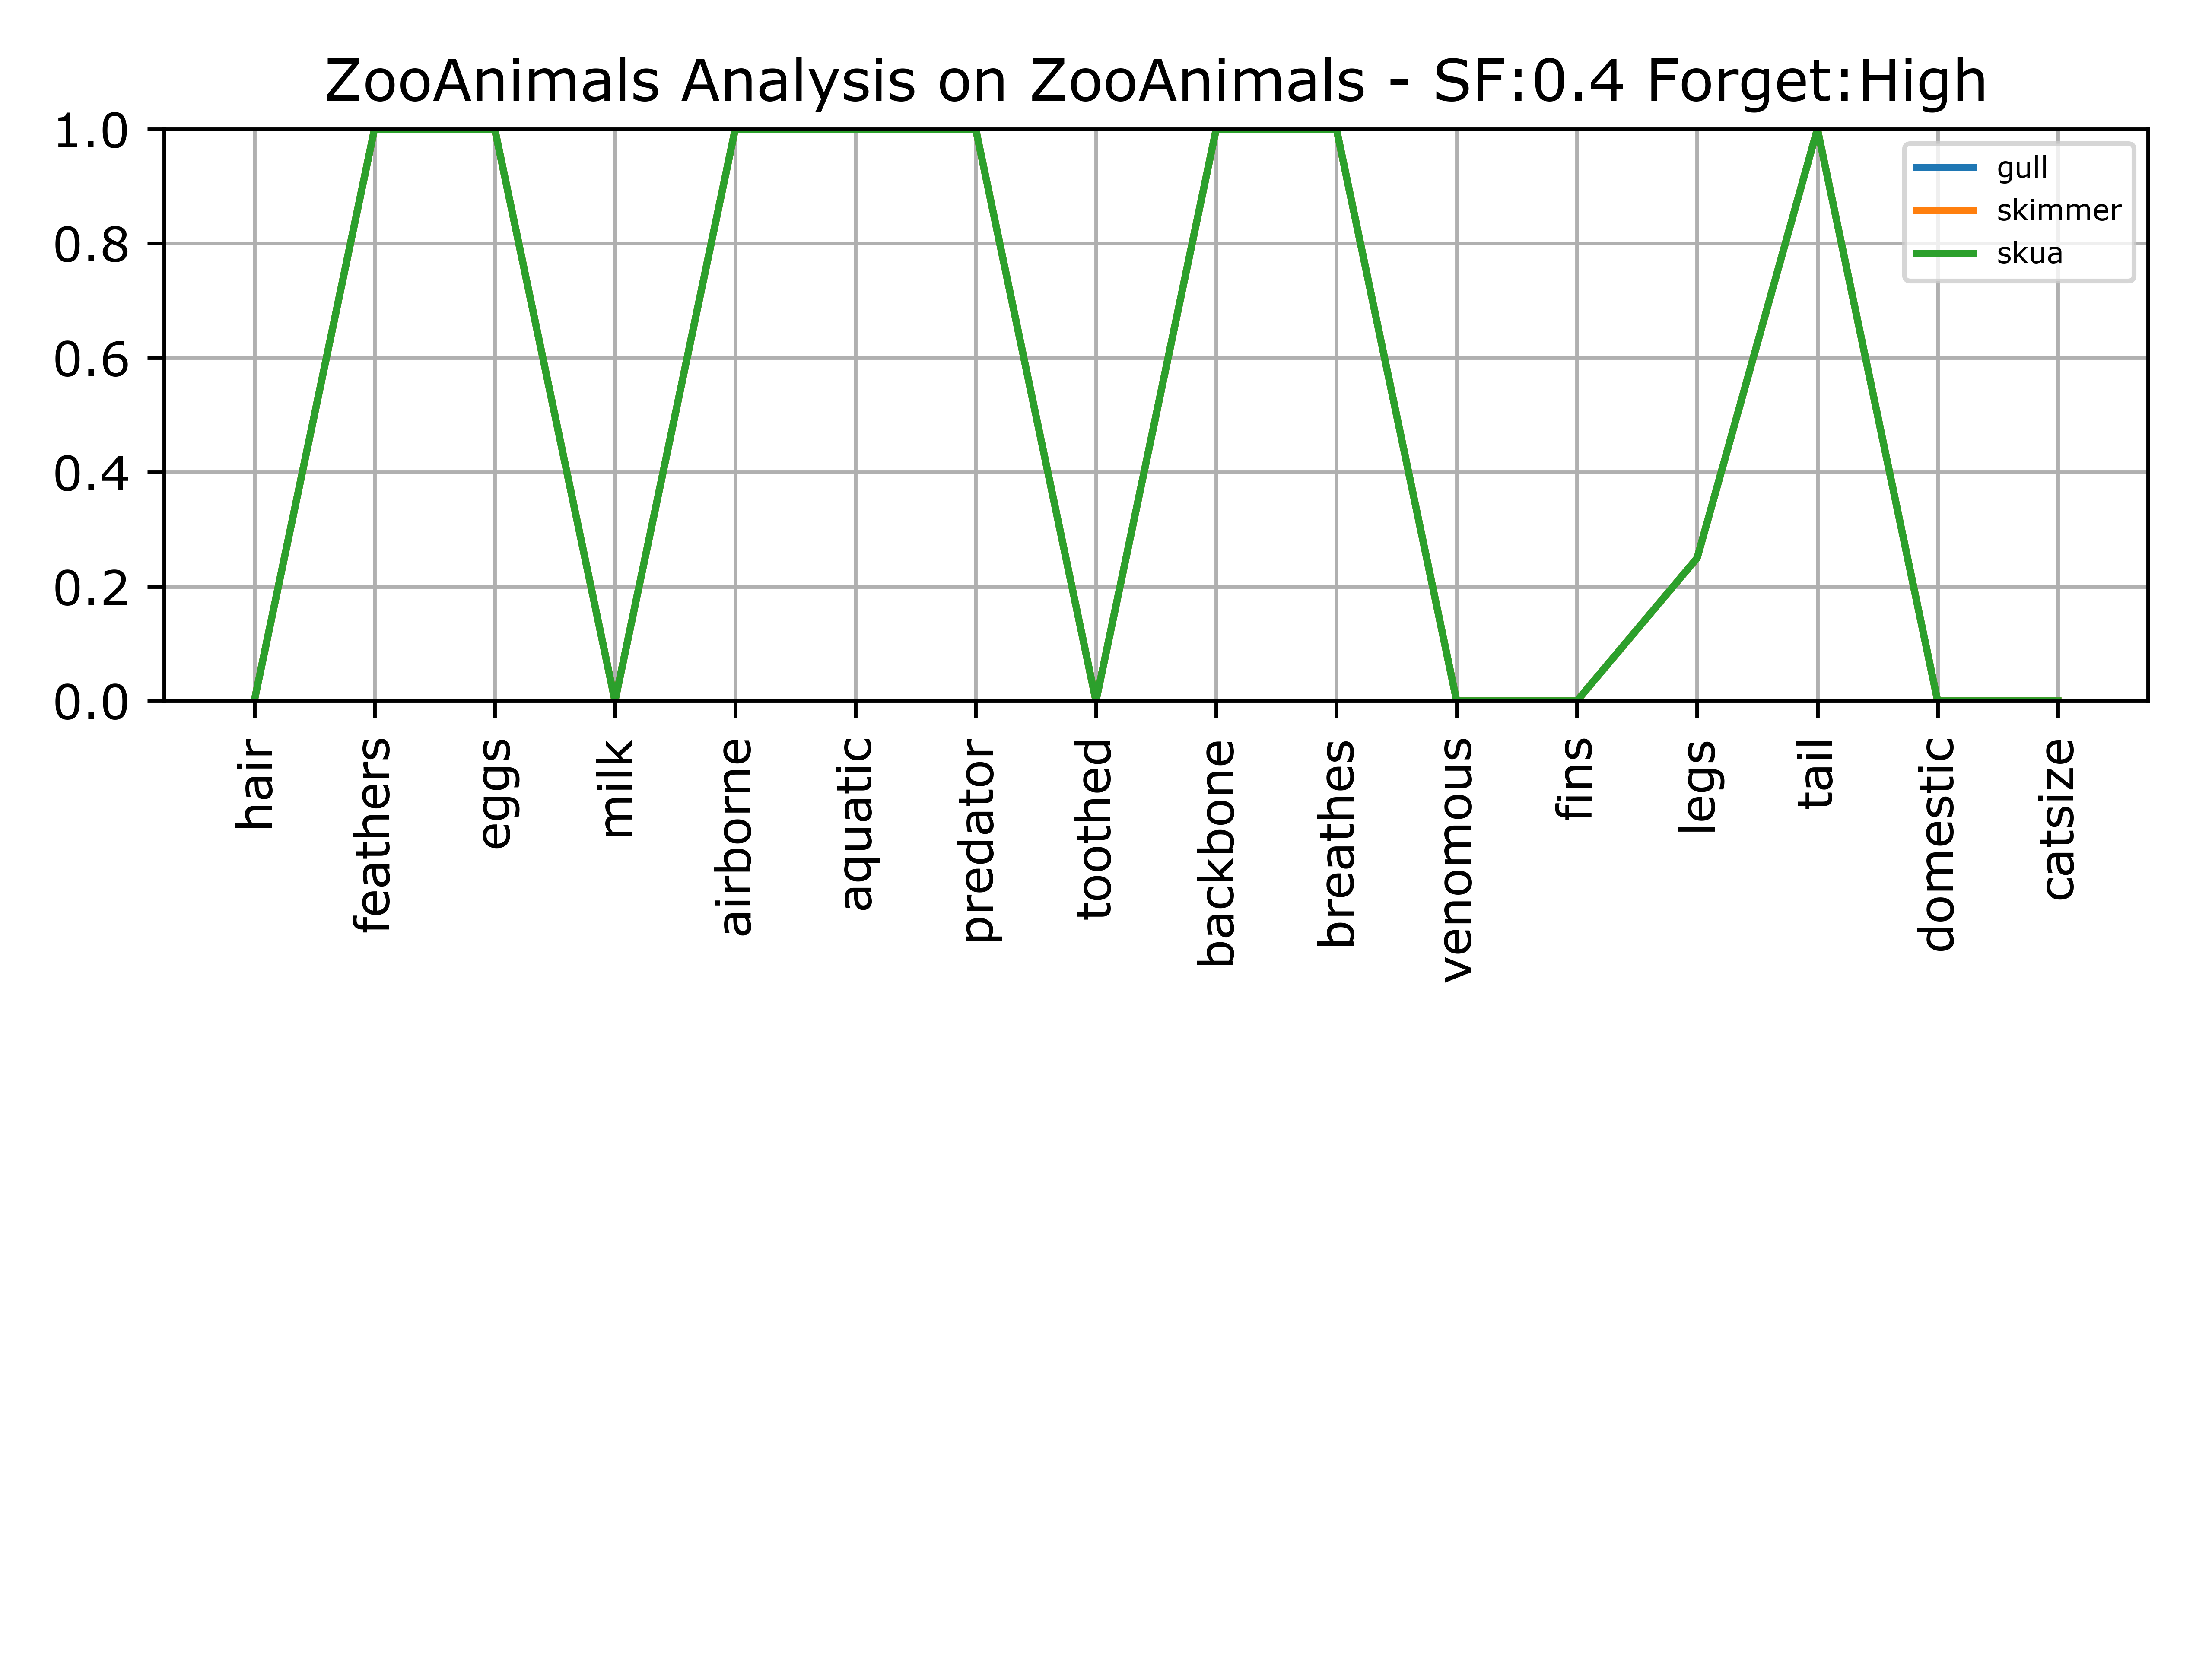 ZooAnimals Analysis on ZooAnimals - SF:0.4 Forget:High
1.0
0.8
0.6
0.4
0.2
0.0
gull
skimmer
skua
hair
feathers
eggs
milk
airborne
aquatic
predator
toothed
backbone
breathes
venomous
fins
legs
tail
domestic
catsize